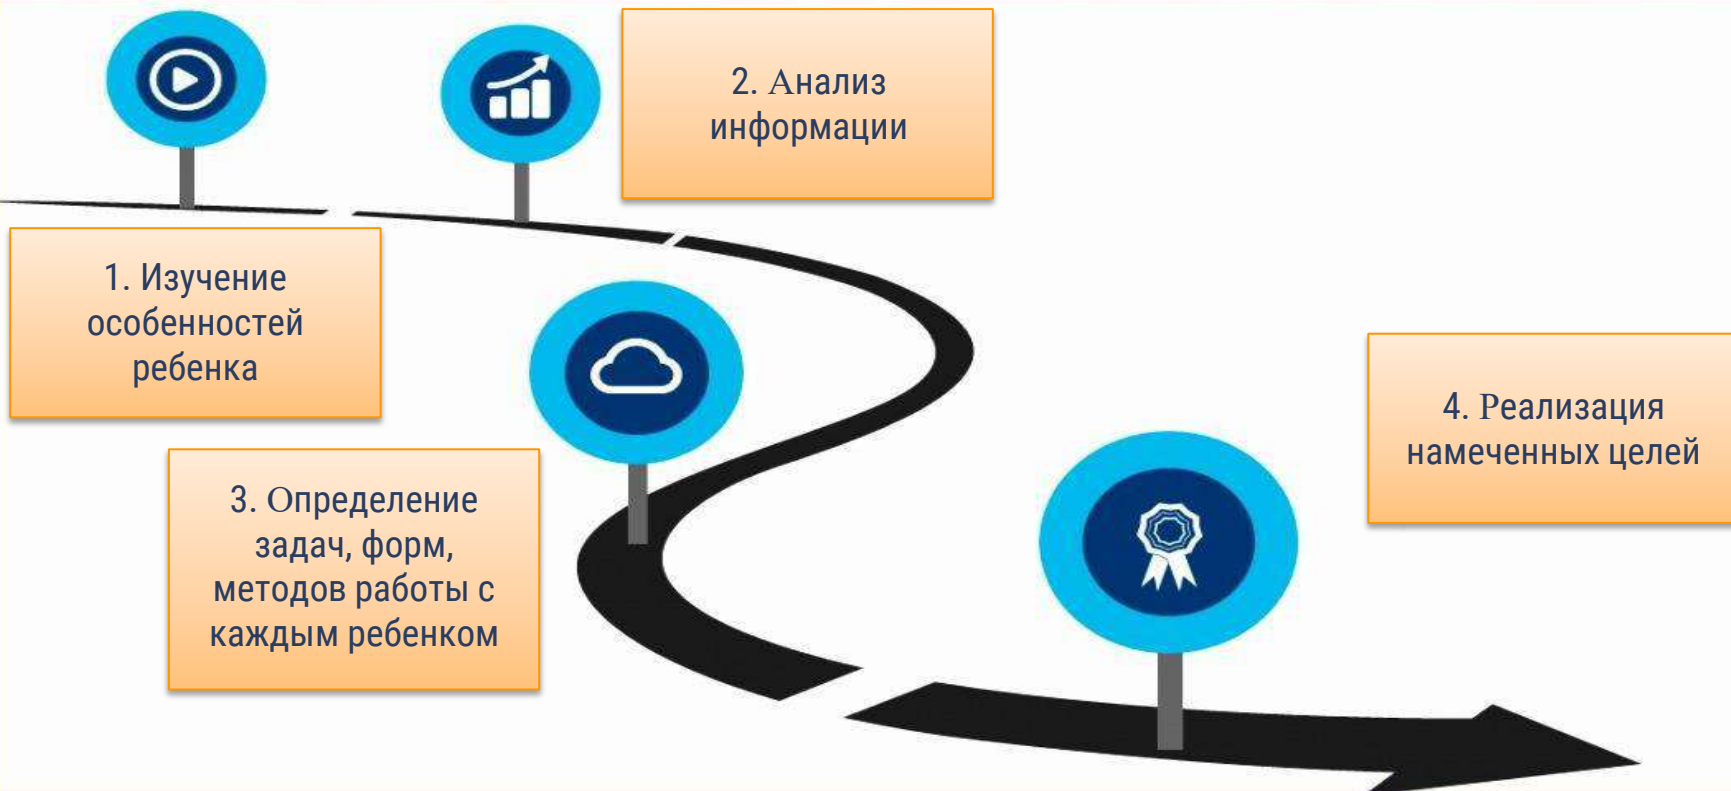 1. Изучение
особенностей
ребенка
2. Анализ
информации
3. Определение
задач, форм,
методов работы с
каждым ребенком
4. Реализация
намеченных целей